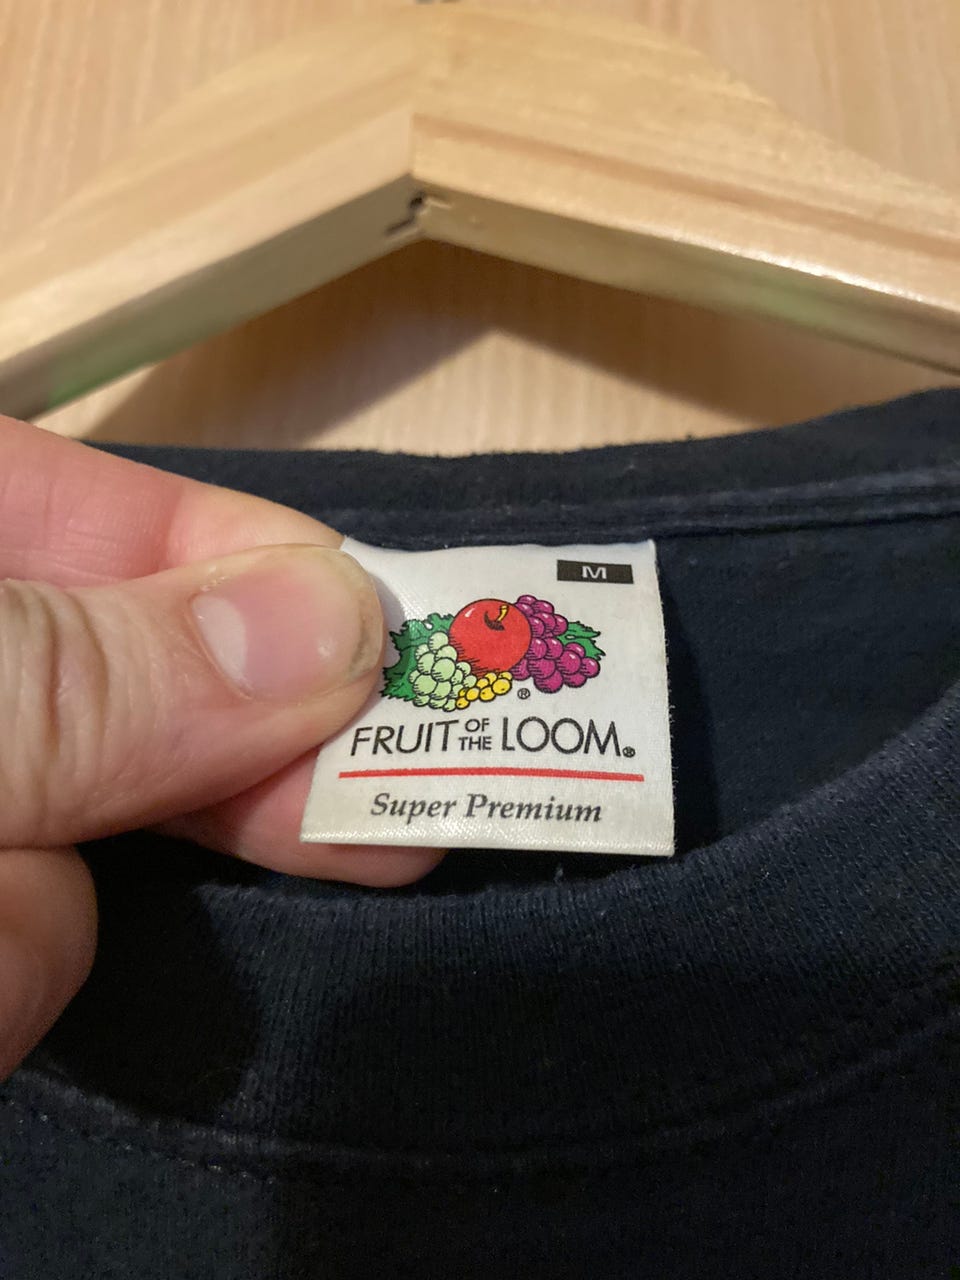 M
®
FRUIT OF THE LOOM®
Super Premium